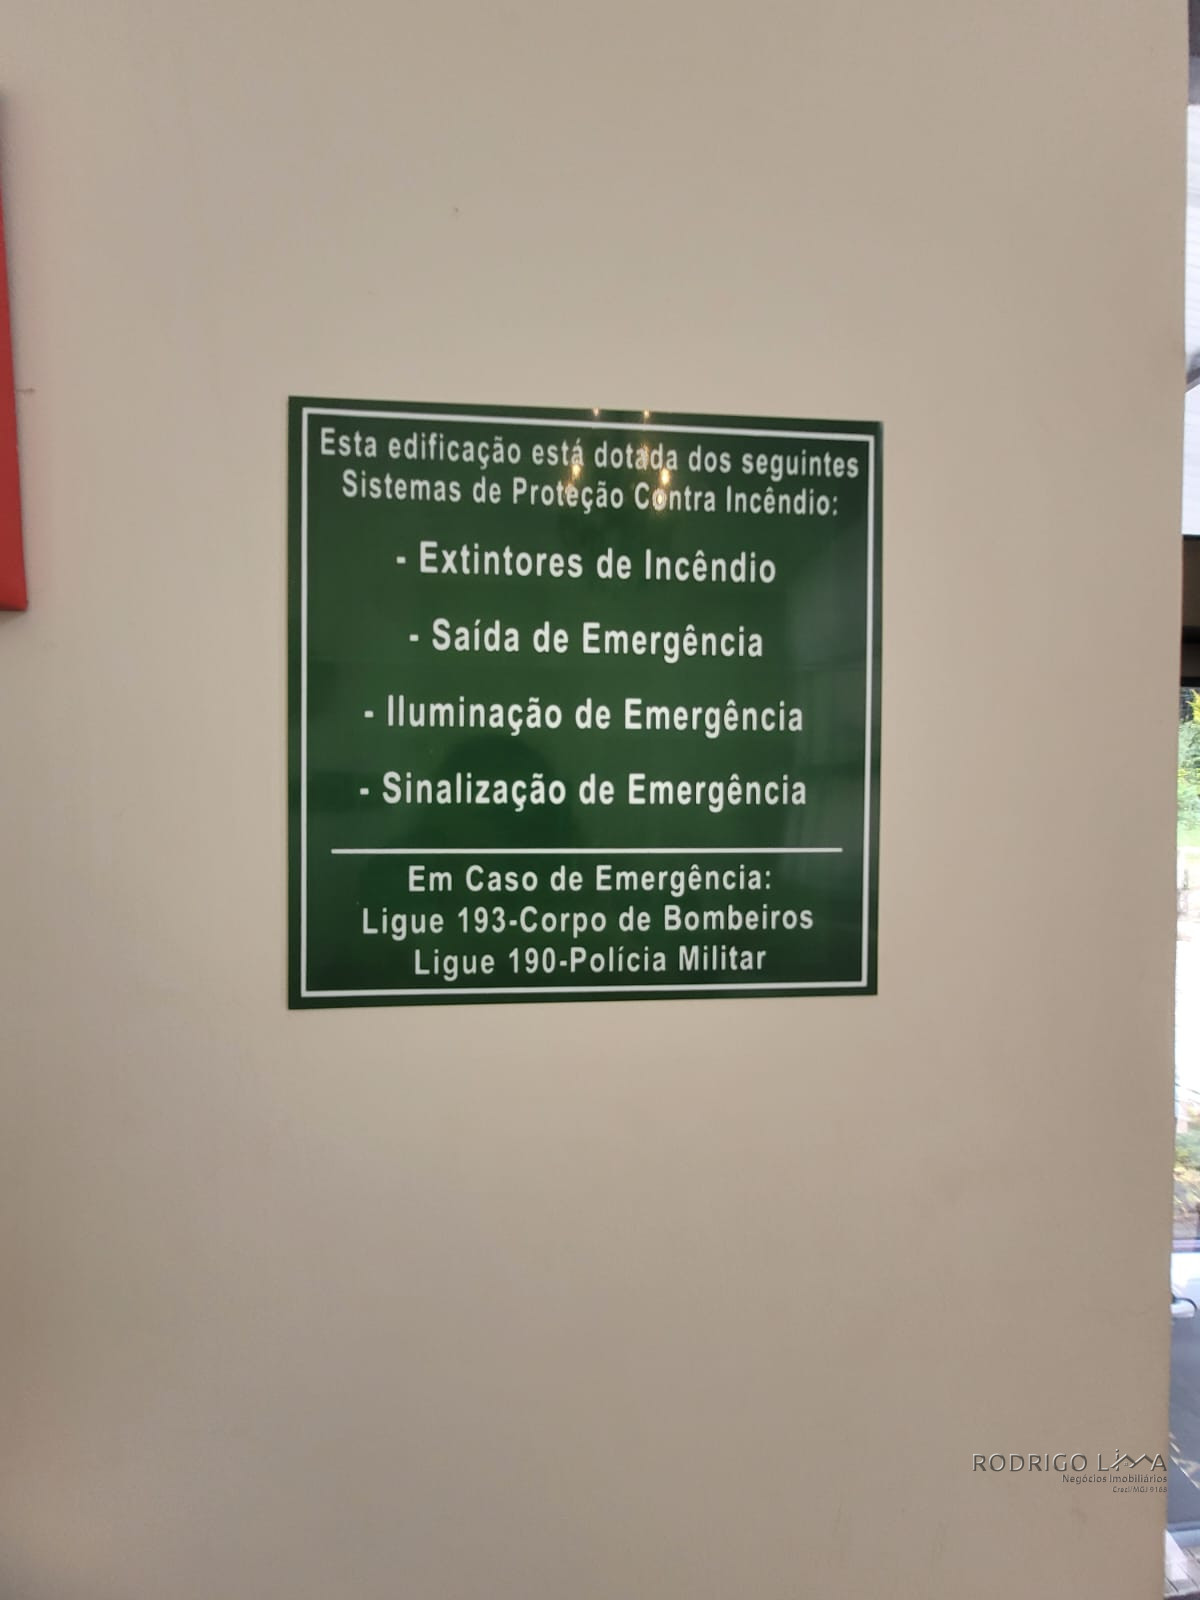 Esta edificação está dotada dos seguintes
Sistemas de Proteção Contra Incêndio:
- Extintores de Incêndio
- Saída de Emergência
- Iluminação de Emergência
- Sinalização de Emergência
Em Caso de Emergência:
Ligue 193-Corpo de Bombeiros
Ligue 190-Polícia Militar
RODRIGO LIMA
Negócios imobiliários